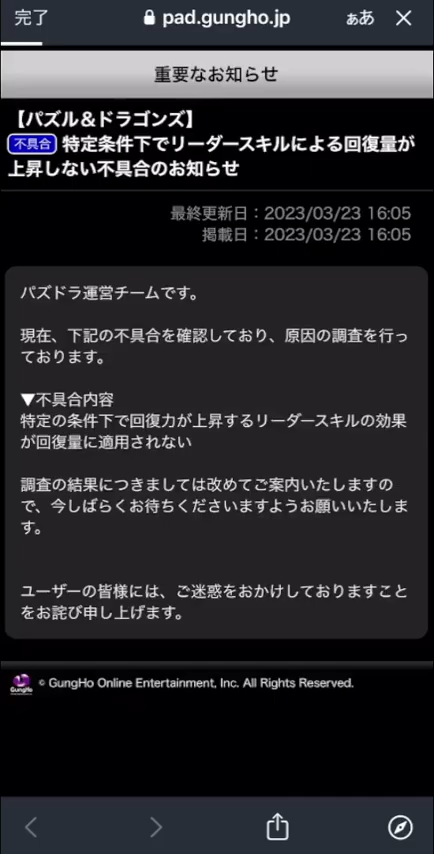 完了
pad.gungho.jp
ぁあ
重要なお知らせ
【パズル＆ドラゴンズ】
不具合 特定条件下でリーダースキルによる回復量が
上昇しない不具合のお知らせ
最終更新日：2023/03/23 16:05
掲載日：2023/03/23 16:05
パズドラ運営チームです。
現在、下記の不具合を確認しており、原因の調査を行っ
ております。
▼不具合内容
特定の条件下で回復力が上昇するリーダースキルの効果
が回復量に適用されない
調査の結果につきましては改めてご案内いたしますの
で、今しばらくお待ちくださいますようお願いいたしま
す。
ユーザーの皆様には、ご迷惑をおかけしておりますこと
をお詫び申し上げます。
GungHo
© GungHo Online Entertainment, Inc. All Rights Reserved.